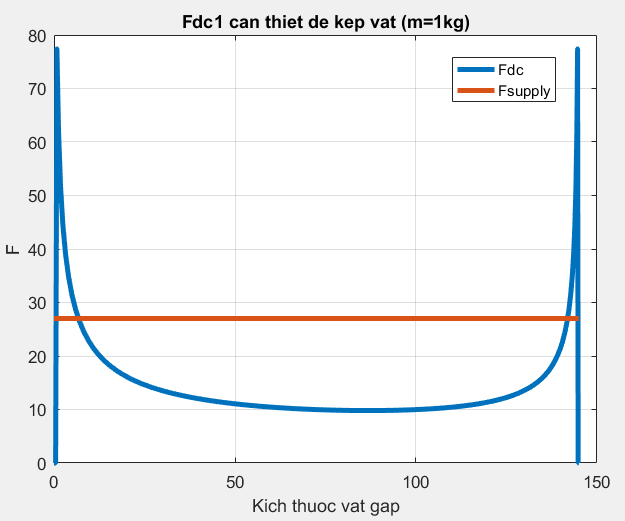 Fdc1 can thiet de kep vat (m=1kg)
Fdc
Fsupply
80
70
60
50
40
30
20
10
0
F
0 50 100 150
Kich thuoc vat gap